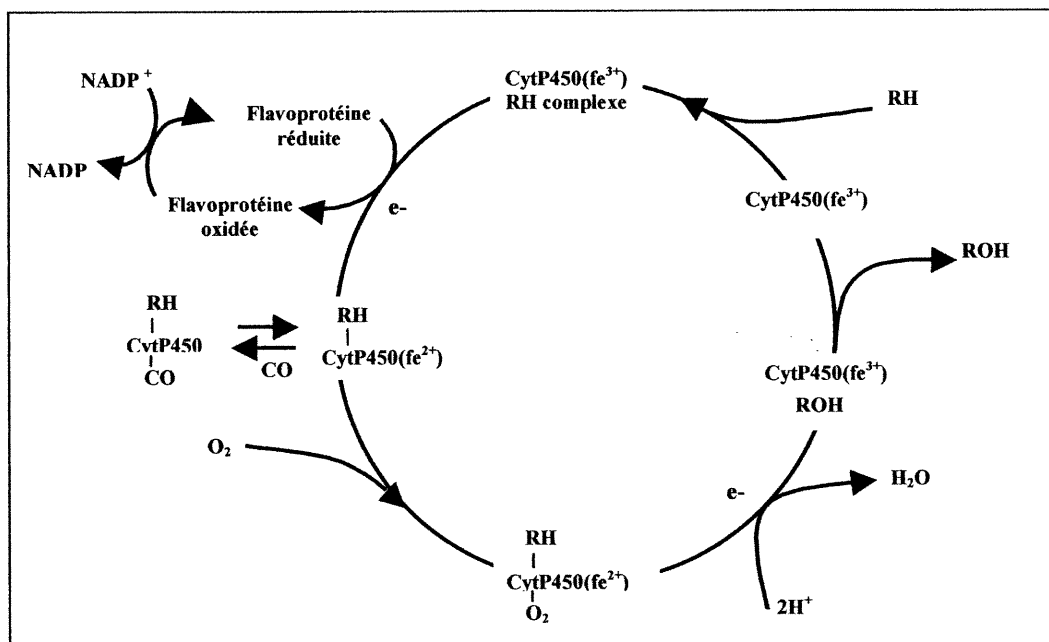 CytP450(fe³⁺)
RH complexe
NADP⁺
Flavoprotéine
réduite
RH
NADP
Flavoprotéine
oxidée
e-
CytP450(fe³⁺)
ROH
RH
CytP450
CO
CO
RH
CytP450(fe²⁺)
CytP450(fe³⁺)
ROH
O₂
e-
H₂O
RH
CytP450(fe²⁺)
O₂
2H⁺